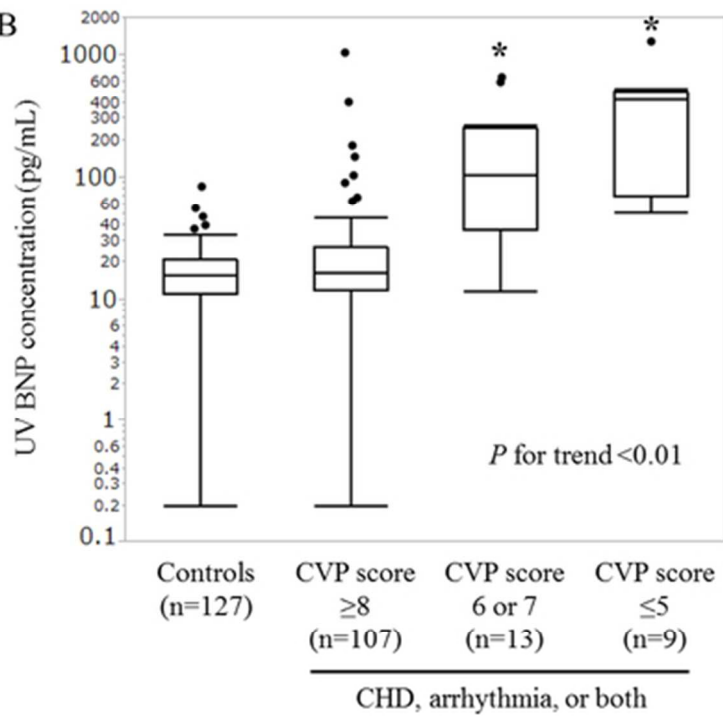 B
UV BNP concentration (pg/mL)
2000
1000
600
400
300
200
100
60
40
30
20
10
6
4
3
2
1
0.6
0.4
0.3
0.2
0.1
*
*
P for trend <0.01
Controls
(n=127)
CVP score
≥8
(n=107)
CVP score
6 or 7
(n=13)
CVP score
≤5
(n=9)
CHD, arrhythmia, or both